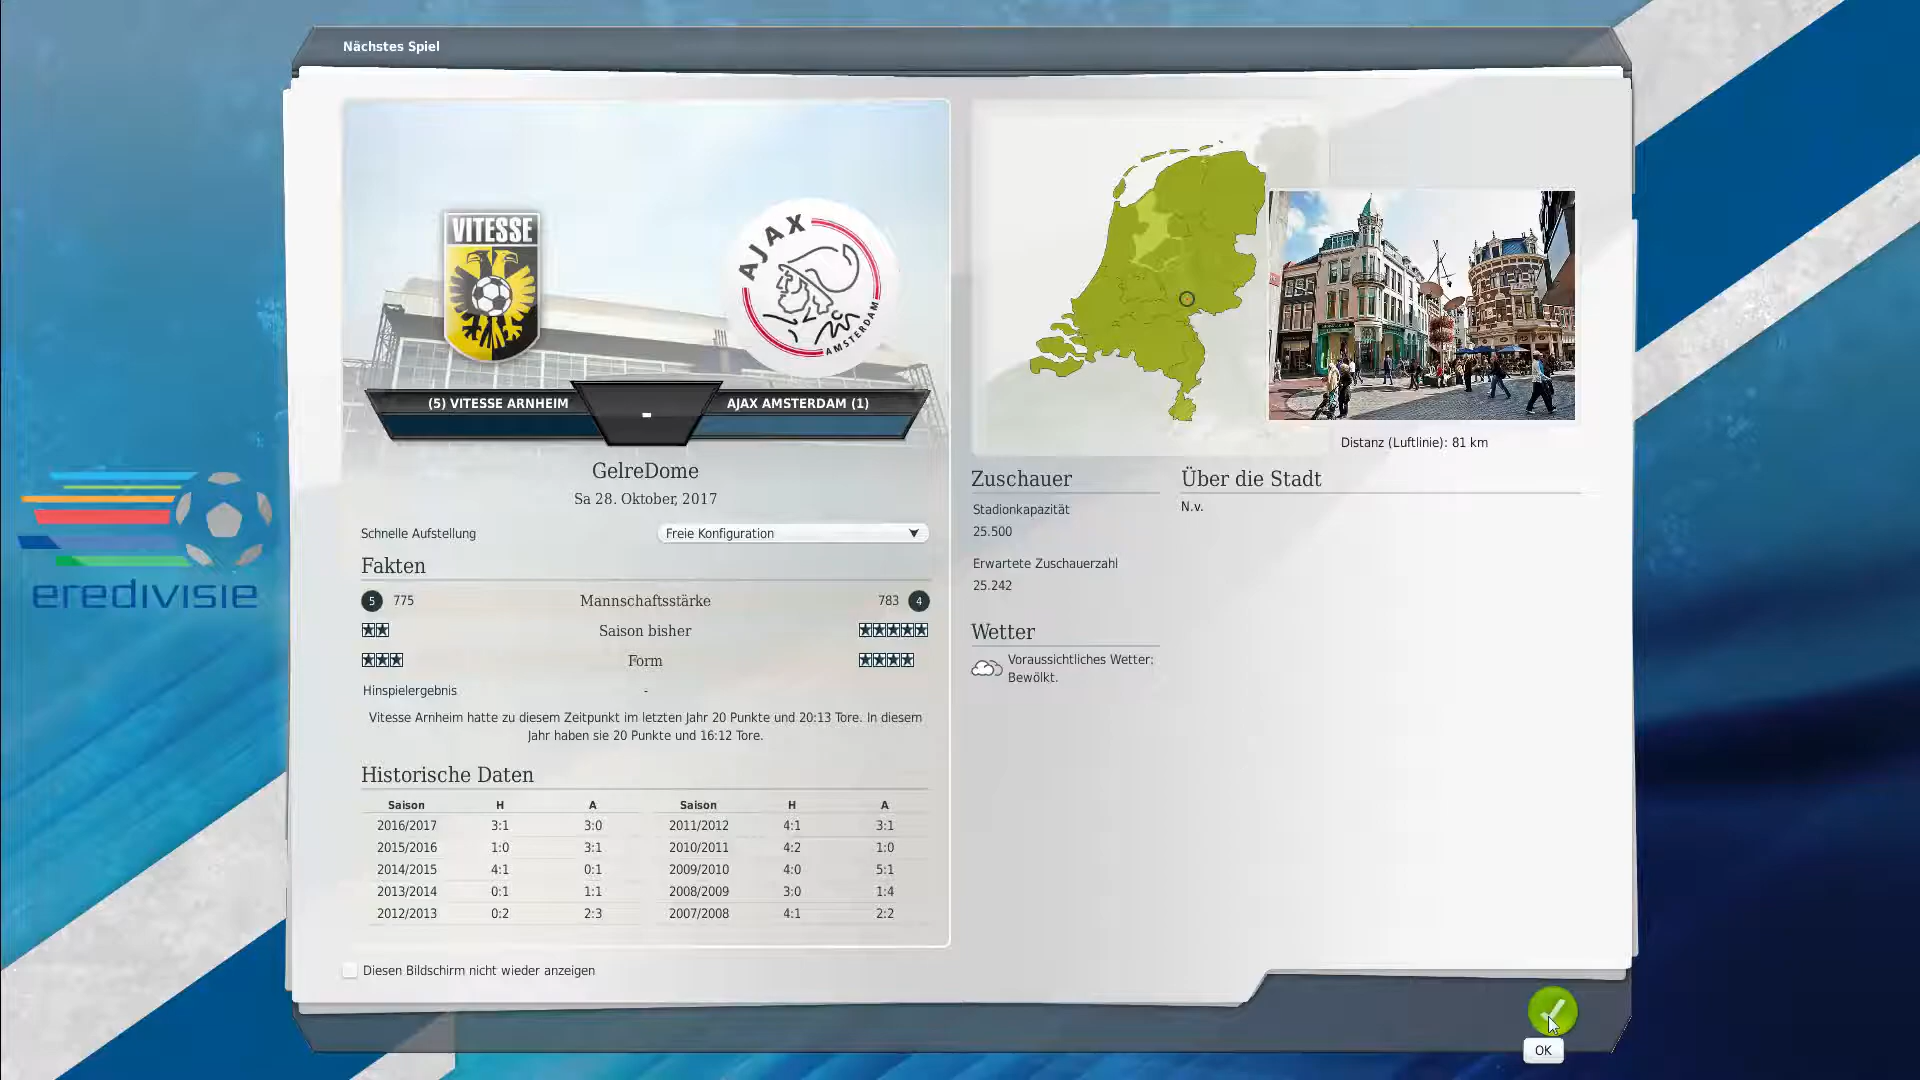 Nächstes Spiel
VITESSE
AJAX
AMSTERDAM
(5) VITESSE ARNHEIM
-
AJAX AMSTERDAM (1)
GelreDome
Sa 28. Oktober, 2017
Schnelle Aufstellung
Freie Konfiguration
Fakten
5 775 Mannschaftsstärke 783 4
Saison bisher
Form
Hinspielergebnis -
Vitesse Arnheim hatte zu diesem Zeitpunkt im letzten Jahr 20 Punkte und 20:13 Tore. In diesem
Jahr haben sie 20 Punkte und 16:12 Tore.
Historische Daten
Saison H A Saison H A
2016/2017 3:1 3:0 2011/2012 4:1 3:1
2015/2016 1:0 3:1 2010/2011 4:2 1:0
2014/2015 4:1 0:1 2009/2010 4:0 5:1
2013/2014 0:1 1:1 2008/2009 3:0 1:4
2012/2013 0:2 2:3 2007/2008 4:1 2:2
Diesen Bildschirm nicht wieder anzeigen
Distanz (Luftlinie): 81 km
Zuschauer
Stadionkapazität
25.500
Erwartete Zuschauerzahl
25.242
Wetter
Voraussichtliches Wetter:
Bewölkt.
Über die Stadt
N.v.
eredivisie
OK